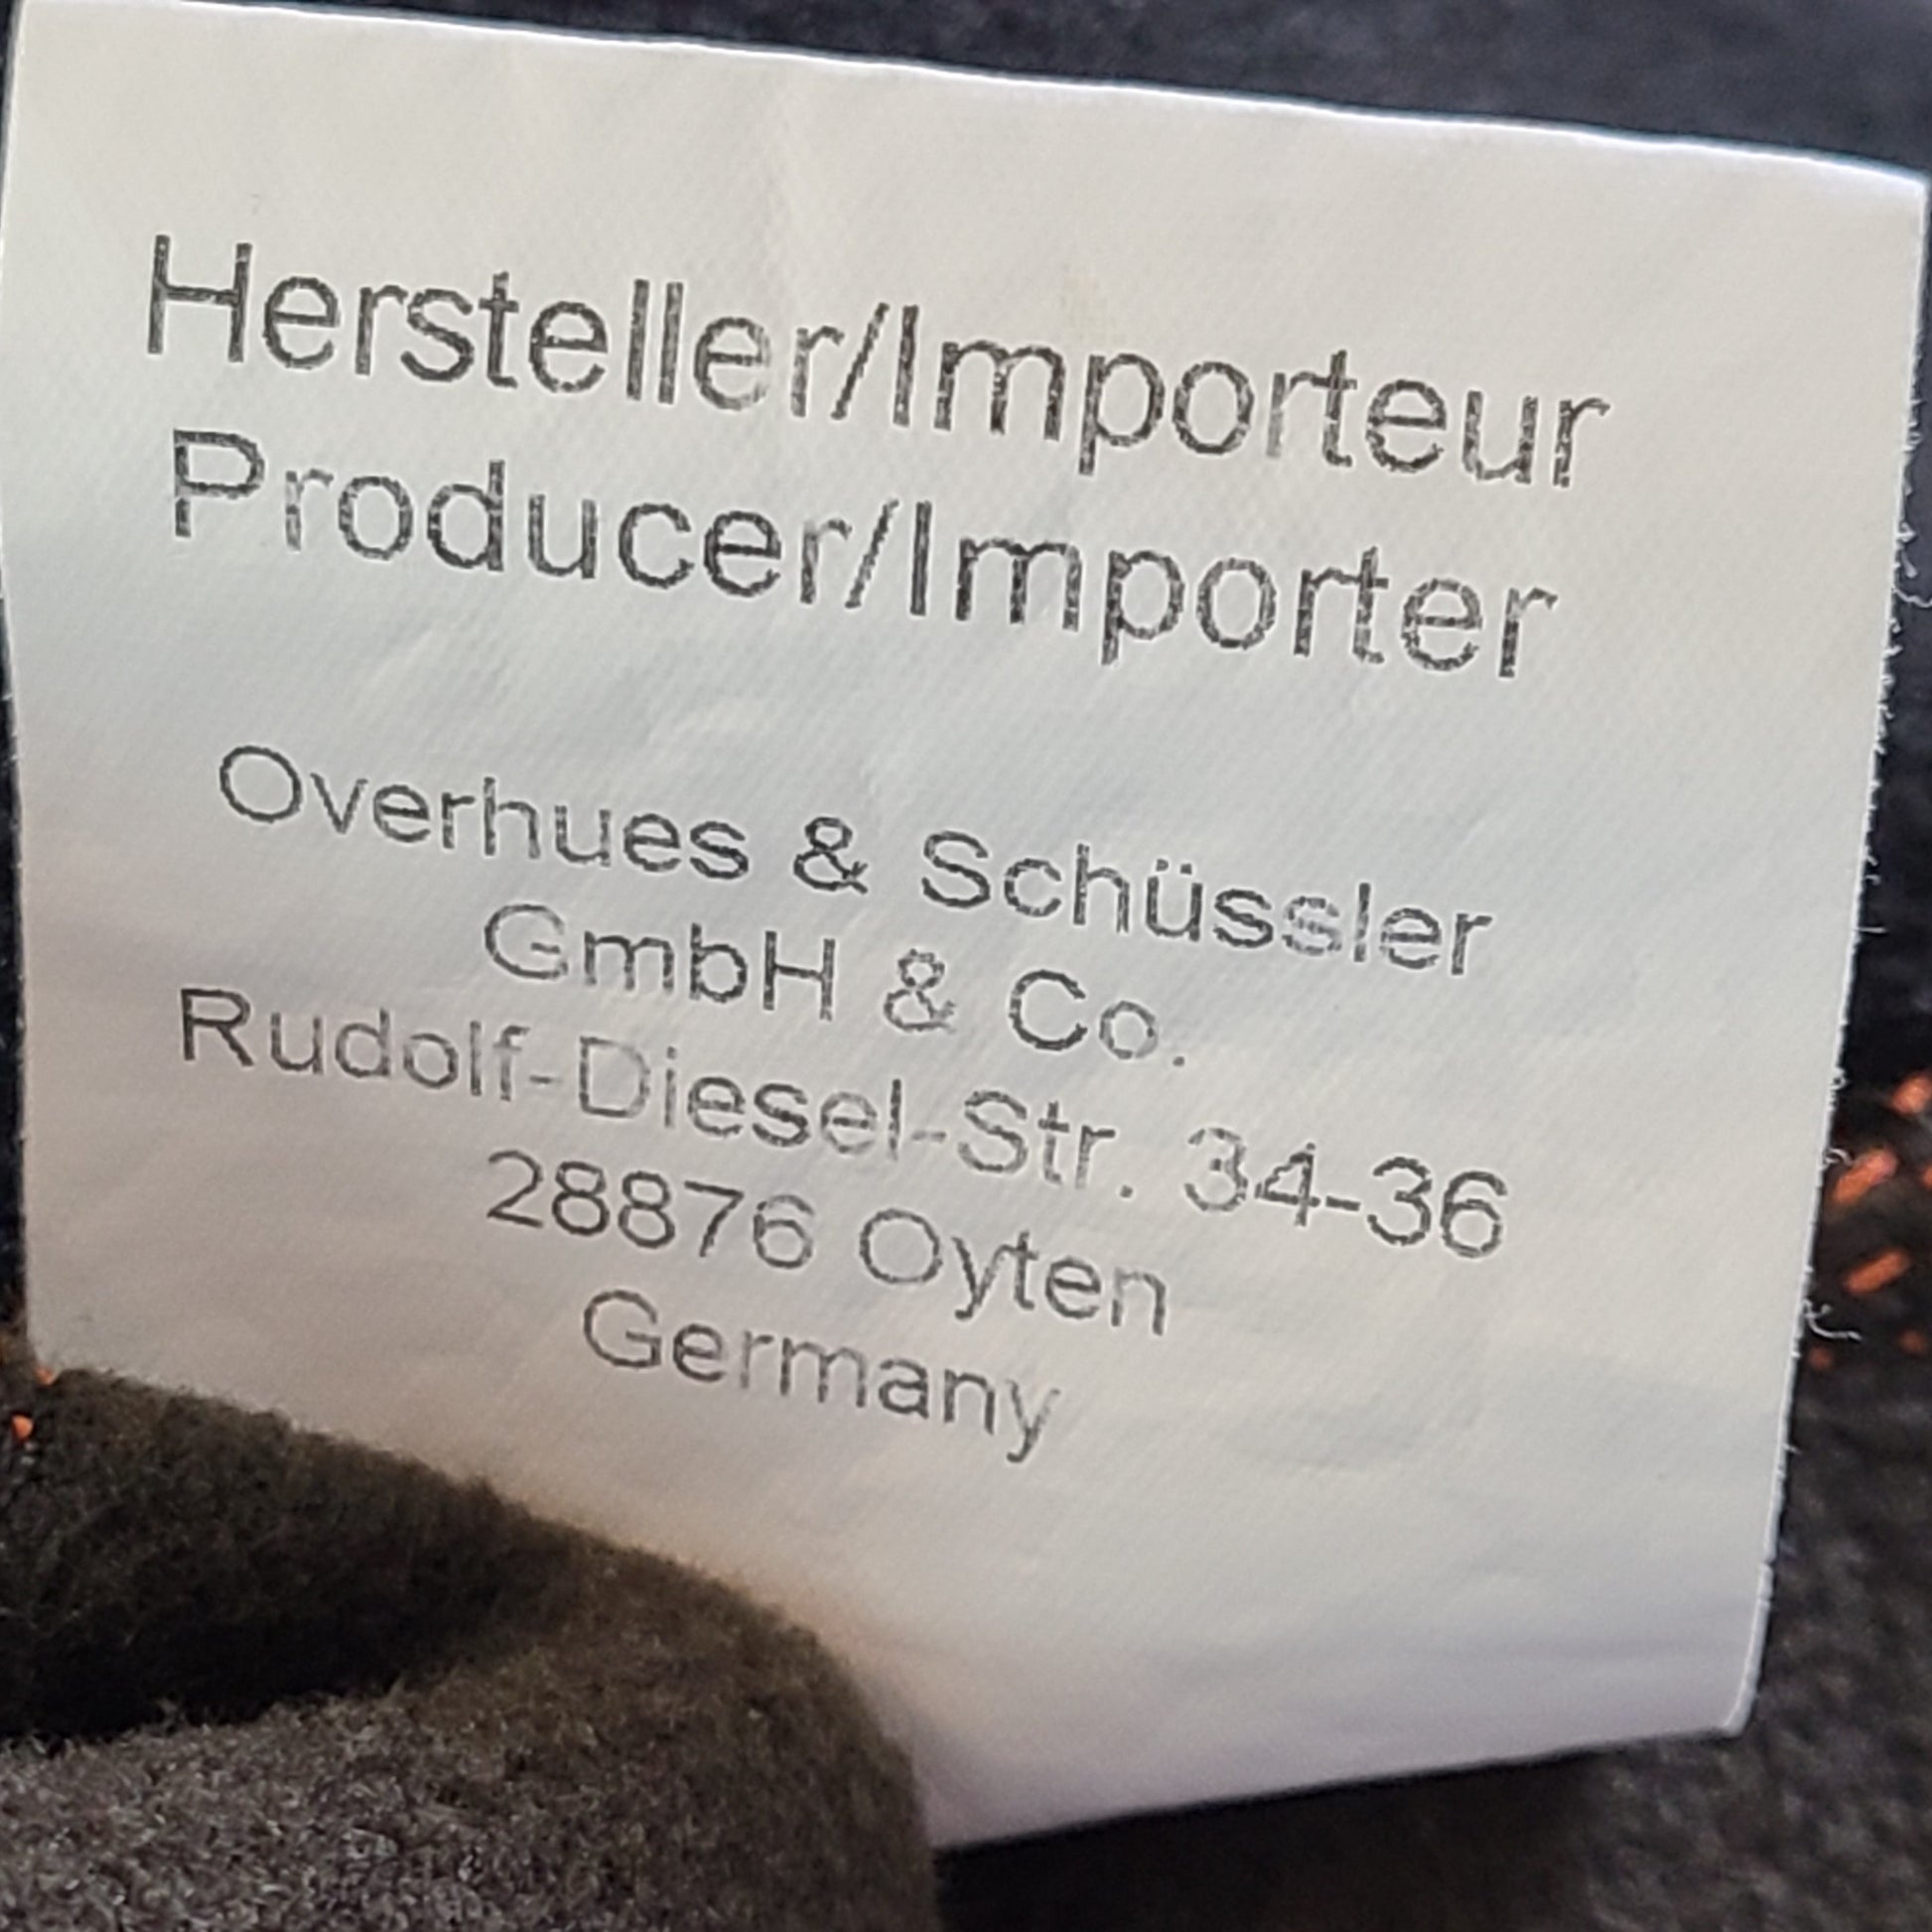 Hersteller/Importeur
Producer/Importer
Overhues & Schüssler
GmbH & Co.
Rudolf-Diesel-Str. 34-36
28876 Oyten
Germany